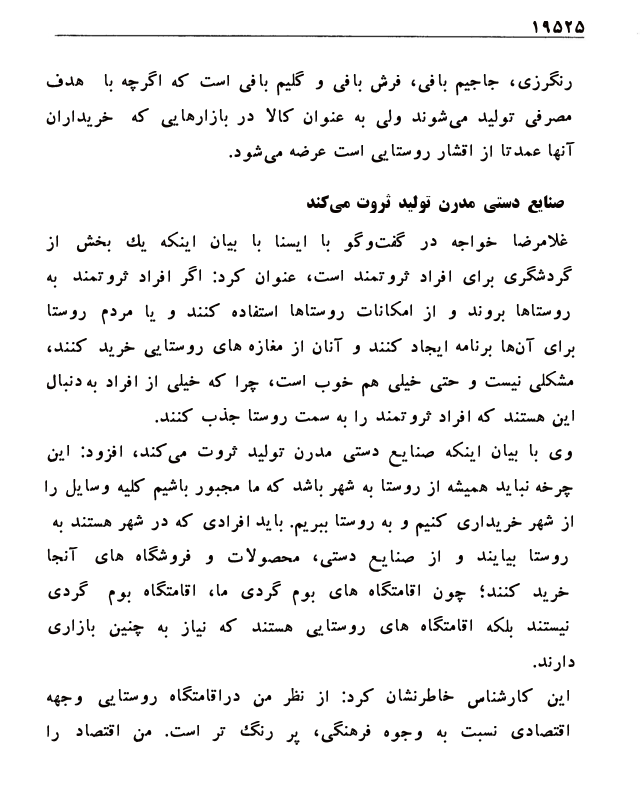 ۱۹۵۲۵
رنگرزی، جاجیم بافی، فرش بافی و گلیم بافی است که اگرچه با هدف
مصرفی تولید می‌شوند ولی به عنوان کالا در بازارهایی که خریداران
آنها عمدتا از اقشار روستایی است عرضه می‌شود.
صنایع دستی مدرن تولید ثروت می‌کند
غلامرضا خواجه در گفت‌وگو با ایسنا با بیان اینکه یك بخش از
گردشگری برای افراد ثروتمند است، عنوان کرد: اگر افراد ثروتمند به
روستاها بروند و از امکانات روستاها استفاده کنند و یا مردم روستا
برای آن‌ها برنامه ایجاد کنند و آنان از مغازه های روستایی خرید کنند،
مشکلی نیست و حتی خیلی هم خوب است، چرا که خیلی از افراد به‌دنبال
این هستند که افراد ثروتمند را به سمت روستا جذب کنند.
وی با بیان اینکه صنایع دستی مدرن تولید ثروت می‌کند، افزود: این
چرخه نباید همیشه از روستا به شهر باشد که ما مجبور باشیم کلیه وسایل را
از شهر خریداری کنیم و به روستا ببریم. باید افرادی که در شهر هستند به
روستا بیایند و از صنایع دستی، محصولات و فروشگاه های آنجا
خرید کنند؛ چون اقامتگاه های بوم گردی ما، اقامتگاه بوم گردی
نیستند بلکه اقامتگاه های روستایی هستند که نیاز به چنین بازاری
دارند.
این کارشناس خاطرنشان کرد: از نظر من دراقامتگاه روستایی وجهه
اقتصادی نسبت به وجوه فرهنگی، پر رنگ تر است. من اقتصاد را